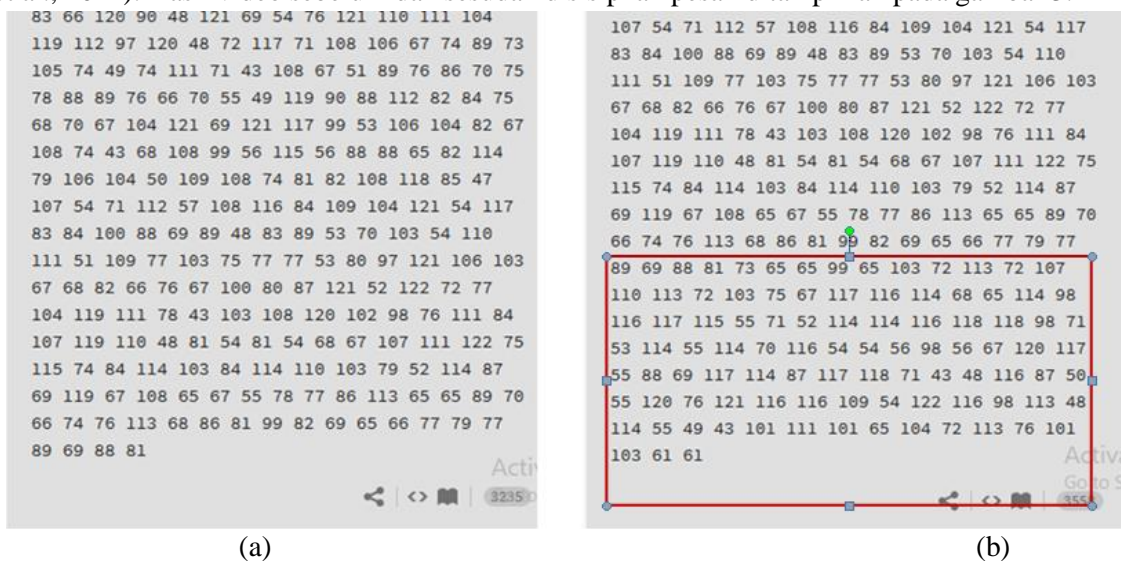 83 66 120 90 48 121 69 54 76 121 110 111 104
119 112 97 120 48 72 117 71 108 106 67 74 89 73
105 74 49 74 111 71 43 108 67 51 89 76 86 70 75
78 88 89 76 66 70 55 49 119 90 88 112 82 84 75
68 70 67 104 121 69 121 117 99 53 106 104 82 67
108 74 43 68 108 99 56 115 56 88 88 65 82 114
79 106 104 50 109 108 74 81 82 108 118 85 47
107 54 71 112 57 108 116 84 109 104 121 54 117
83 84 100 88 69 89 48 83 89 53 70 103 54 110
111 51 109 77 103 75 77 77 53 80 97 121 106 103
67 68 82 66 76 67 100 80 87 121 52 122 72 77
104 119 111 78 43 103 108 120 102 98 76 111 84
107 119 110 48 81 54 81 54 68 67 107 111 122 75
115 74 84 114 103 84 114 110 103 79 52 114 87
69 119 67 108 65 67 55 78 77 86 113 65 65 89 70
66 74 76 113 68 86 81 99 82 69 65 66 77 79 77
89 69 88 81
Acti
3235
(a)
107 54 71 112 57 108 116 84 109 104 121 54 117
83 84 100 88 69 89 48 83 89 53 70 103 54 110
111 51 109 77 103 75 77 77 53 80 97 121 106 103
67 68 82 66 76 67 100 80 87 121 52 122 72 77
104 119 111 78 43 103 108 120 102 98 76 111 84
107 119 110 48 81 54 81 54 68 67 107 111 122 75
115 74 84 114 103 84 114 110 103 79 52 114 87
69 119 67 108 65 67 55 78 77 86 113 65 65 89 70
66 74 76 113 68 86 81 99 82 69 65 66 77 79 77
89 69 88 81 73 65 65 99 65 103 72 113 72 107
110 113 72 103 75 67 117 116 114 68 65 114 98
116 117 115 55 71 52 114 114 116 118 118 98 71
53 114 55 114 70 116 54 54 56 98 56 67 120 117
55 88 69 117 114 87 117 118 71 43 48 116 87 50
55 120 76 121 116 116 109 54 122 116 98 113 48
114 55 49 43 101 111 101 65 104 72 113 76 101
103 61 61
Activ
Go to S
(b)